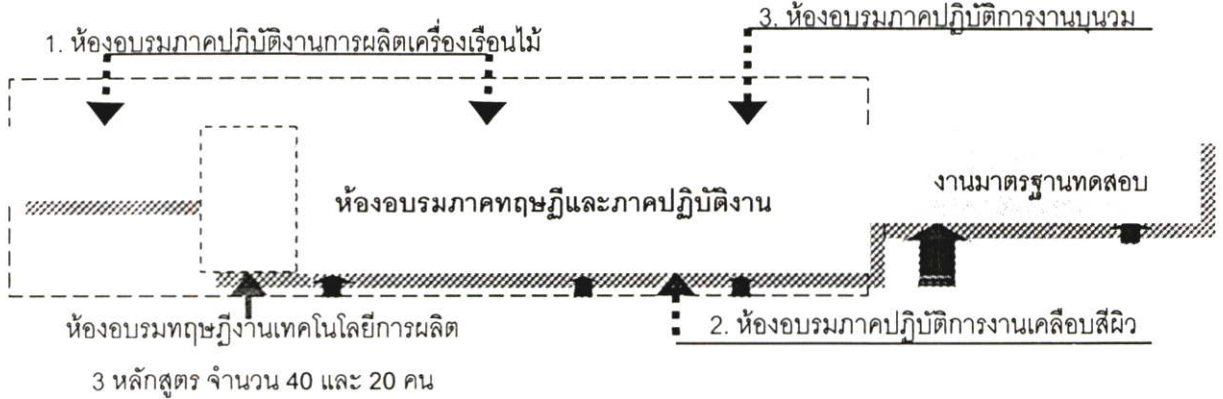 3. ห้องอบรมภาคปฏิบัติการงานบุนวม
1. ห้องอบรมภาคปฏิบัติงานการผลิตเครื่องเรือนไม้
งานมาตรฐานทดสอบ
ห้องอบรมภาคทฤษฎีและภาคปฏิบัติงาน
ห้องอบรมทฤษฎีงานเทคโนโลยีการผลิต
2. ห้องอบรมภาคปฏิบัติการงานเคลือบสีผิว
3 หลักสูตร จำนวน 40 และ 20 คน